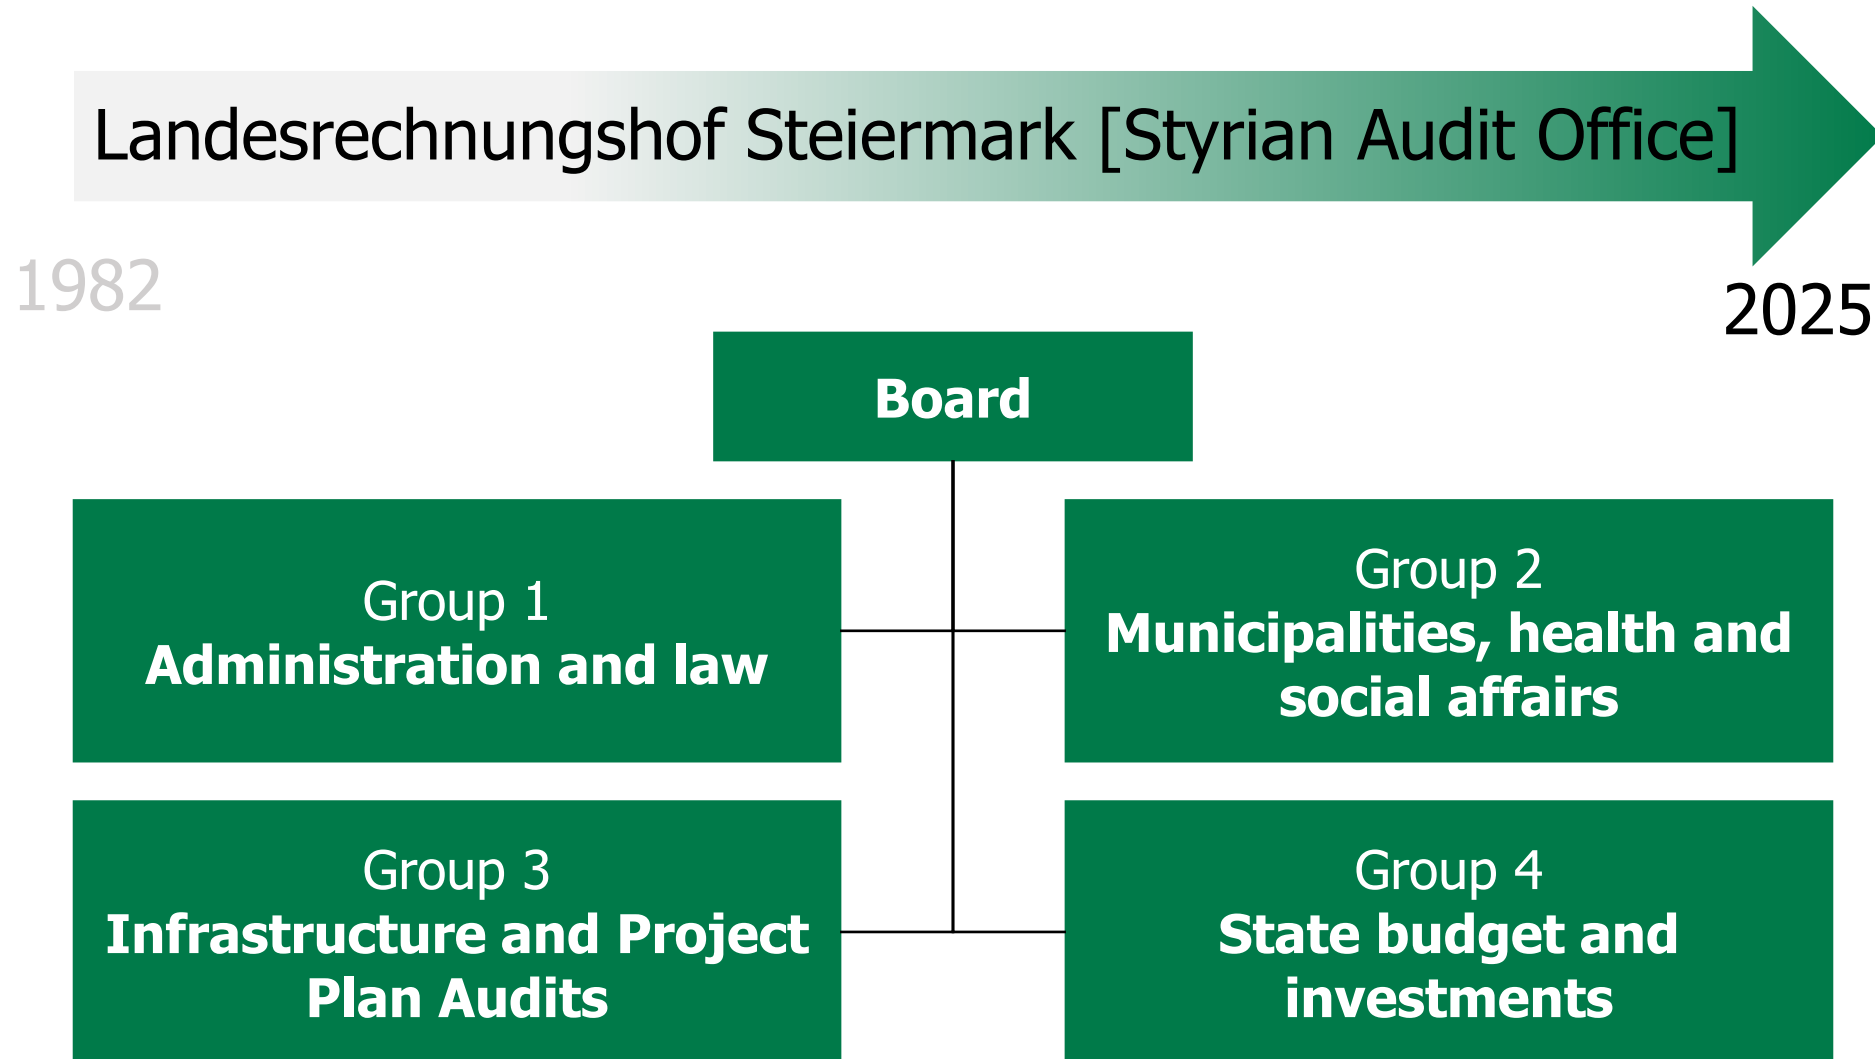 Landesrechnungshof Steiermark [Styrian Audit Office]
1982
2025
Board
Group 1
Administration and law
Group 2
Municipalities, health and
social affairs
Group 3
Infrastructure and Project
Plan Audits
Group 4
State budget and
investments